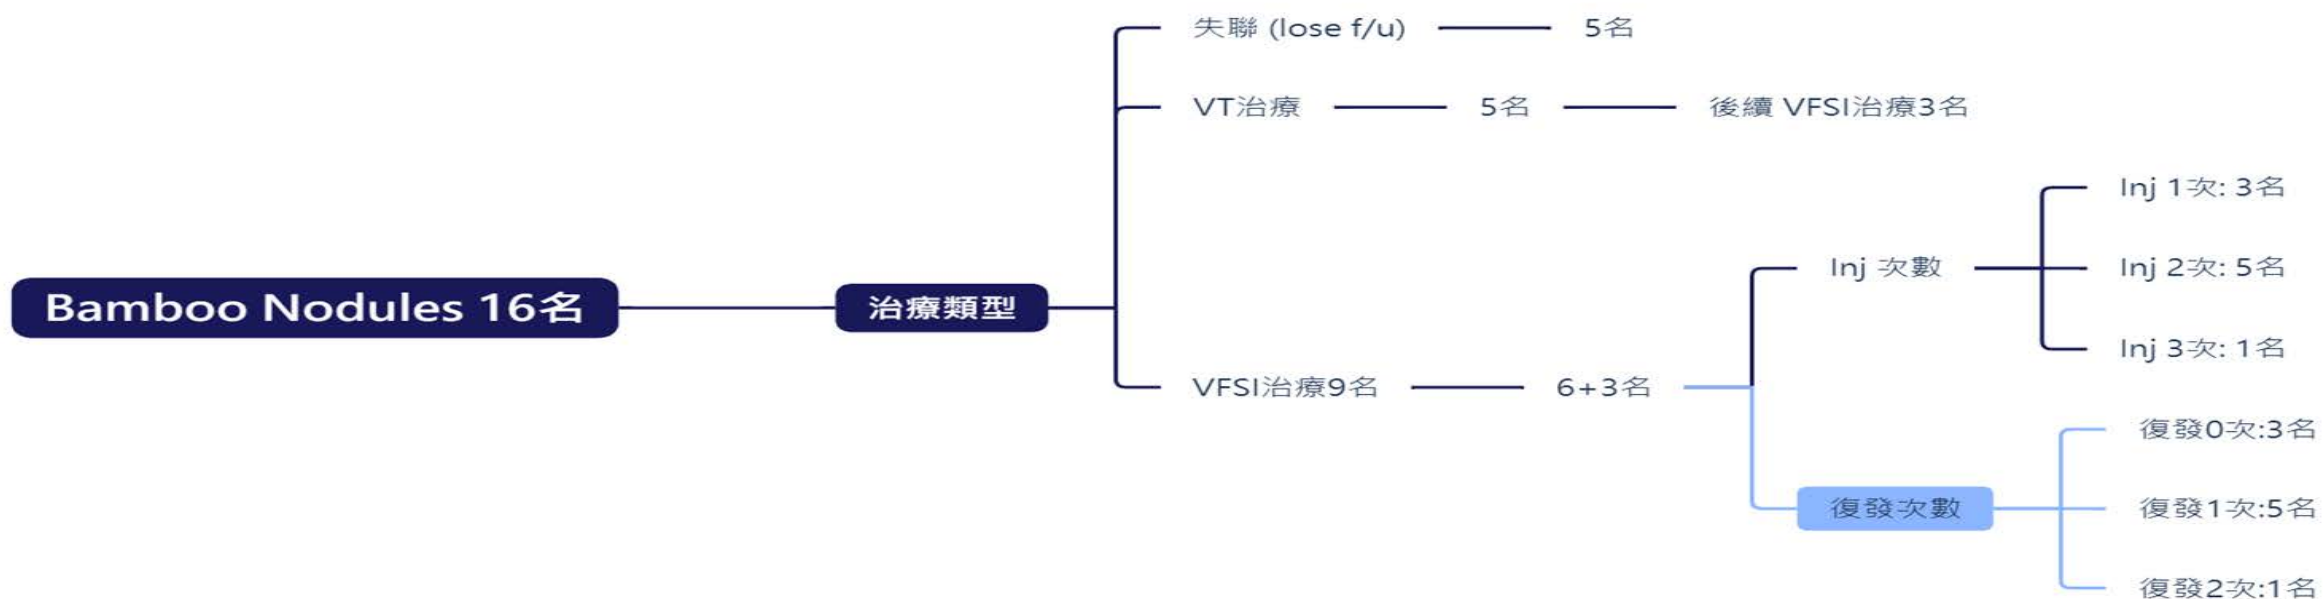 Bamboo Nodules 16名
治療類型
失聯 (lose f/u)
5名
VT治療
5名
後續 VFSI治療3名
VFSI治療9名
6+3名
Inj 次數
Inj 1次: 3名
Inj 2次: 5名
Inj 3次: 1名
復發次數
復發0次:3名
復發1次:5名
復發2次:1名